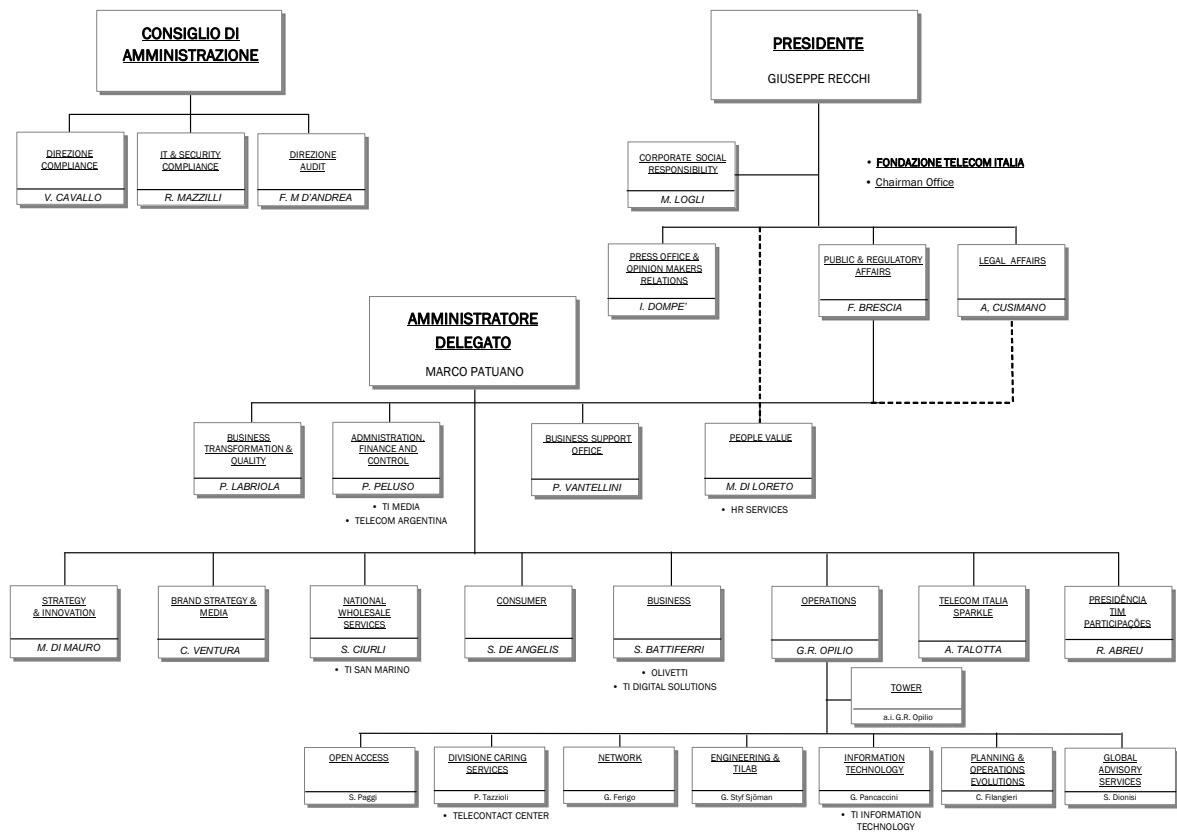 CONSIGLIO DI
AMMINISTRAZIONE
DIREZIONE
COMPLIANCE
V. CAVALLO
IT & SECURITY
COMPLIANCE
R. MAZZILLI
DIREZIONE
AUDIT
F. M D'ANDREA
PRESIDENTE
GIUSEPPE RECCHI
CORPORATE SOCIAL
RESPONSIBILITY
M. LOGLI
• FONDAZIONE TELECOM ITALIA
• Chairman Office
PRESS OFFICE &
OPINION MAKERS
RELATIONS
I. DOMPE'
PUBLIC & REGULATORY
AFFAIRS
F. BRESCIA
LEGAL AFFAIRS
A, CUSIMANO
AMMINISTRATORE
DELEGATO
MARCO PATUANO
BUSINESS
TRANSFORMATION &
QUALITY
P. LABRIOLA
ADMNISTRATION,
FINANCE AND
CONTROL
P. PELUSO
• TI MEDIA
• TELECOM ARGENTINA
BUSINESS SUPPORT
OFFICE
P. VANTELLINI
PEOPLE VALUE
M. DI LORETO
• HR SERVICES
STRATEGY
& INNOVATION
M. DI MAURO
BRAND STRATEGY &
MEDIA
C. VENTURA
NATIONAL
WHOLESALE
SERVICES
S. CIURLI
• TI SAN MARINO
CONSUMER
S. DE ANGELIS
BUSINESS
S. BATTIFERRI
• OLIVETTI
• TI DIGITAL SOLUTIONS
OPERATIONS
G.R. OPILIO
TELECOM ITALIA
SPARKLE
A. TALOTTA
PRESIDÊNCIA
TIM
PARTICIPAÇÕES
R. ABREU
TOWER
a.i. G.R. Opilio
OPEN ACCESS
S. Paggi
DIVISIONE CARING
SERVICES
P. Tazzioli
• TELECONTACT CENTER
NETWORK
G. Ferigo
ENGINEERING &
TILAB
G. Styf Sjöman
INFORMATION
TECHNOLOGY
G. Pancaccini
• TI INFORMATION
TECHNOLOGY
PLANNING &
OPERATIONS
EVOLUTIONS
C. Filangieri
GLOBAL
ADVISORY
SERVICES
S. Dionisi